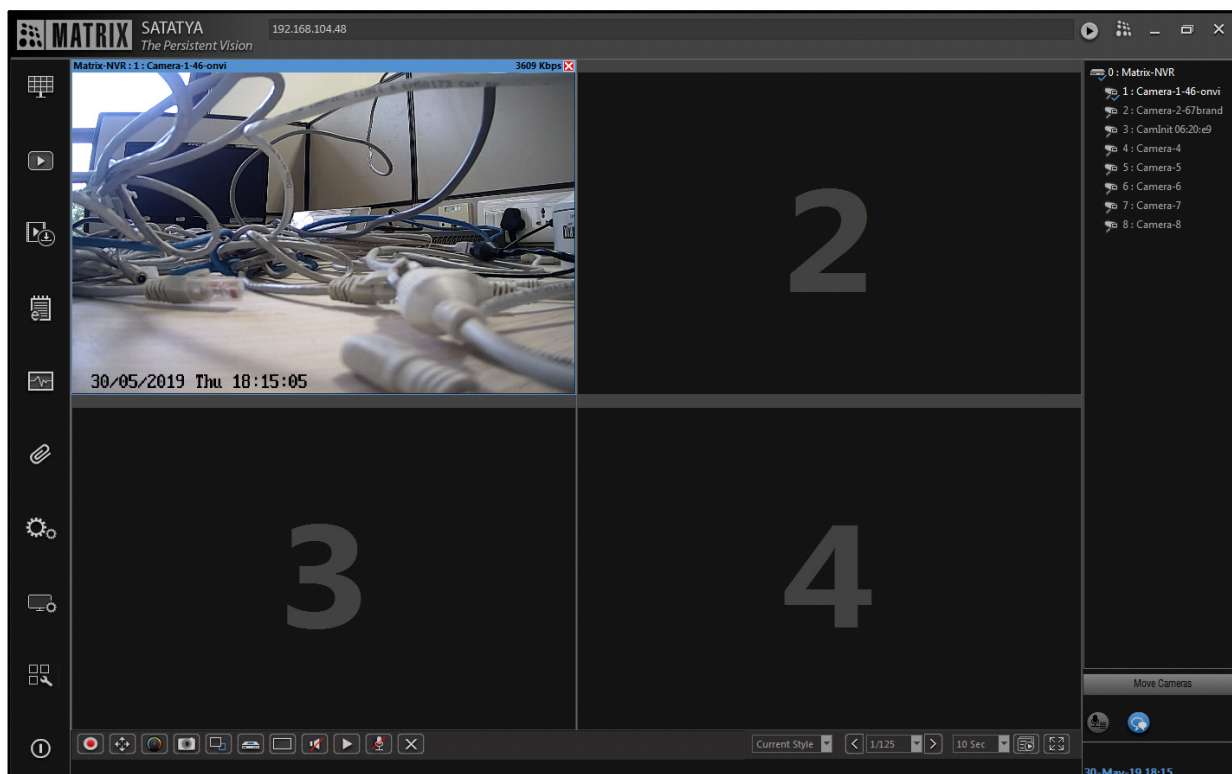 MATRIX
SATATYA
The Persistent Vision
192.168.104.48
Matrix-NVR : 1 : Camera-1-46-onvi
3609 Kbps
30/05/2019 Thu 18:15:05
2
3
4
0 : Matrix-NVR
1 : Camera-1-46-onvi
2 : Camera-2-67brand
3 : CamInit 06:20:e9
4 : Camera-4
5 : Camera-5
6 : Camera-6
7 : Camera-7
8 : Camera-8
Move Cameras
Current Style
1/125
10 Sec
30-May-19 18:15